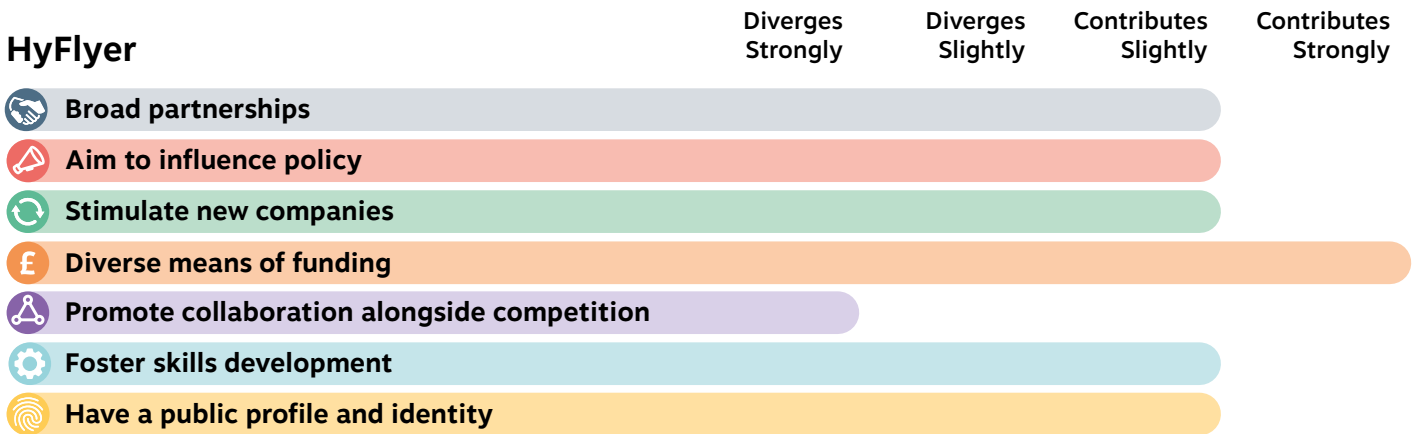 HyFlyer
Diverges Strongly
Diverges Slightly
Contributes Slightly
Contributes Strongly
Broad partnerships
Aim to influence policy
Stimulate new companies
£ Diverse means of funding
Promote collaboration alongside competition
Foster skills development
Have a public profile and identity